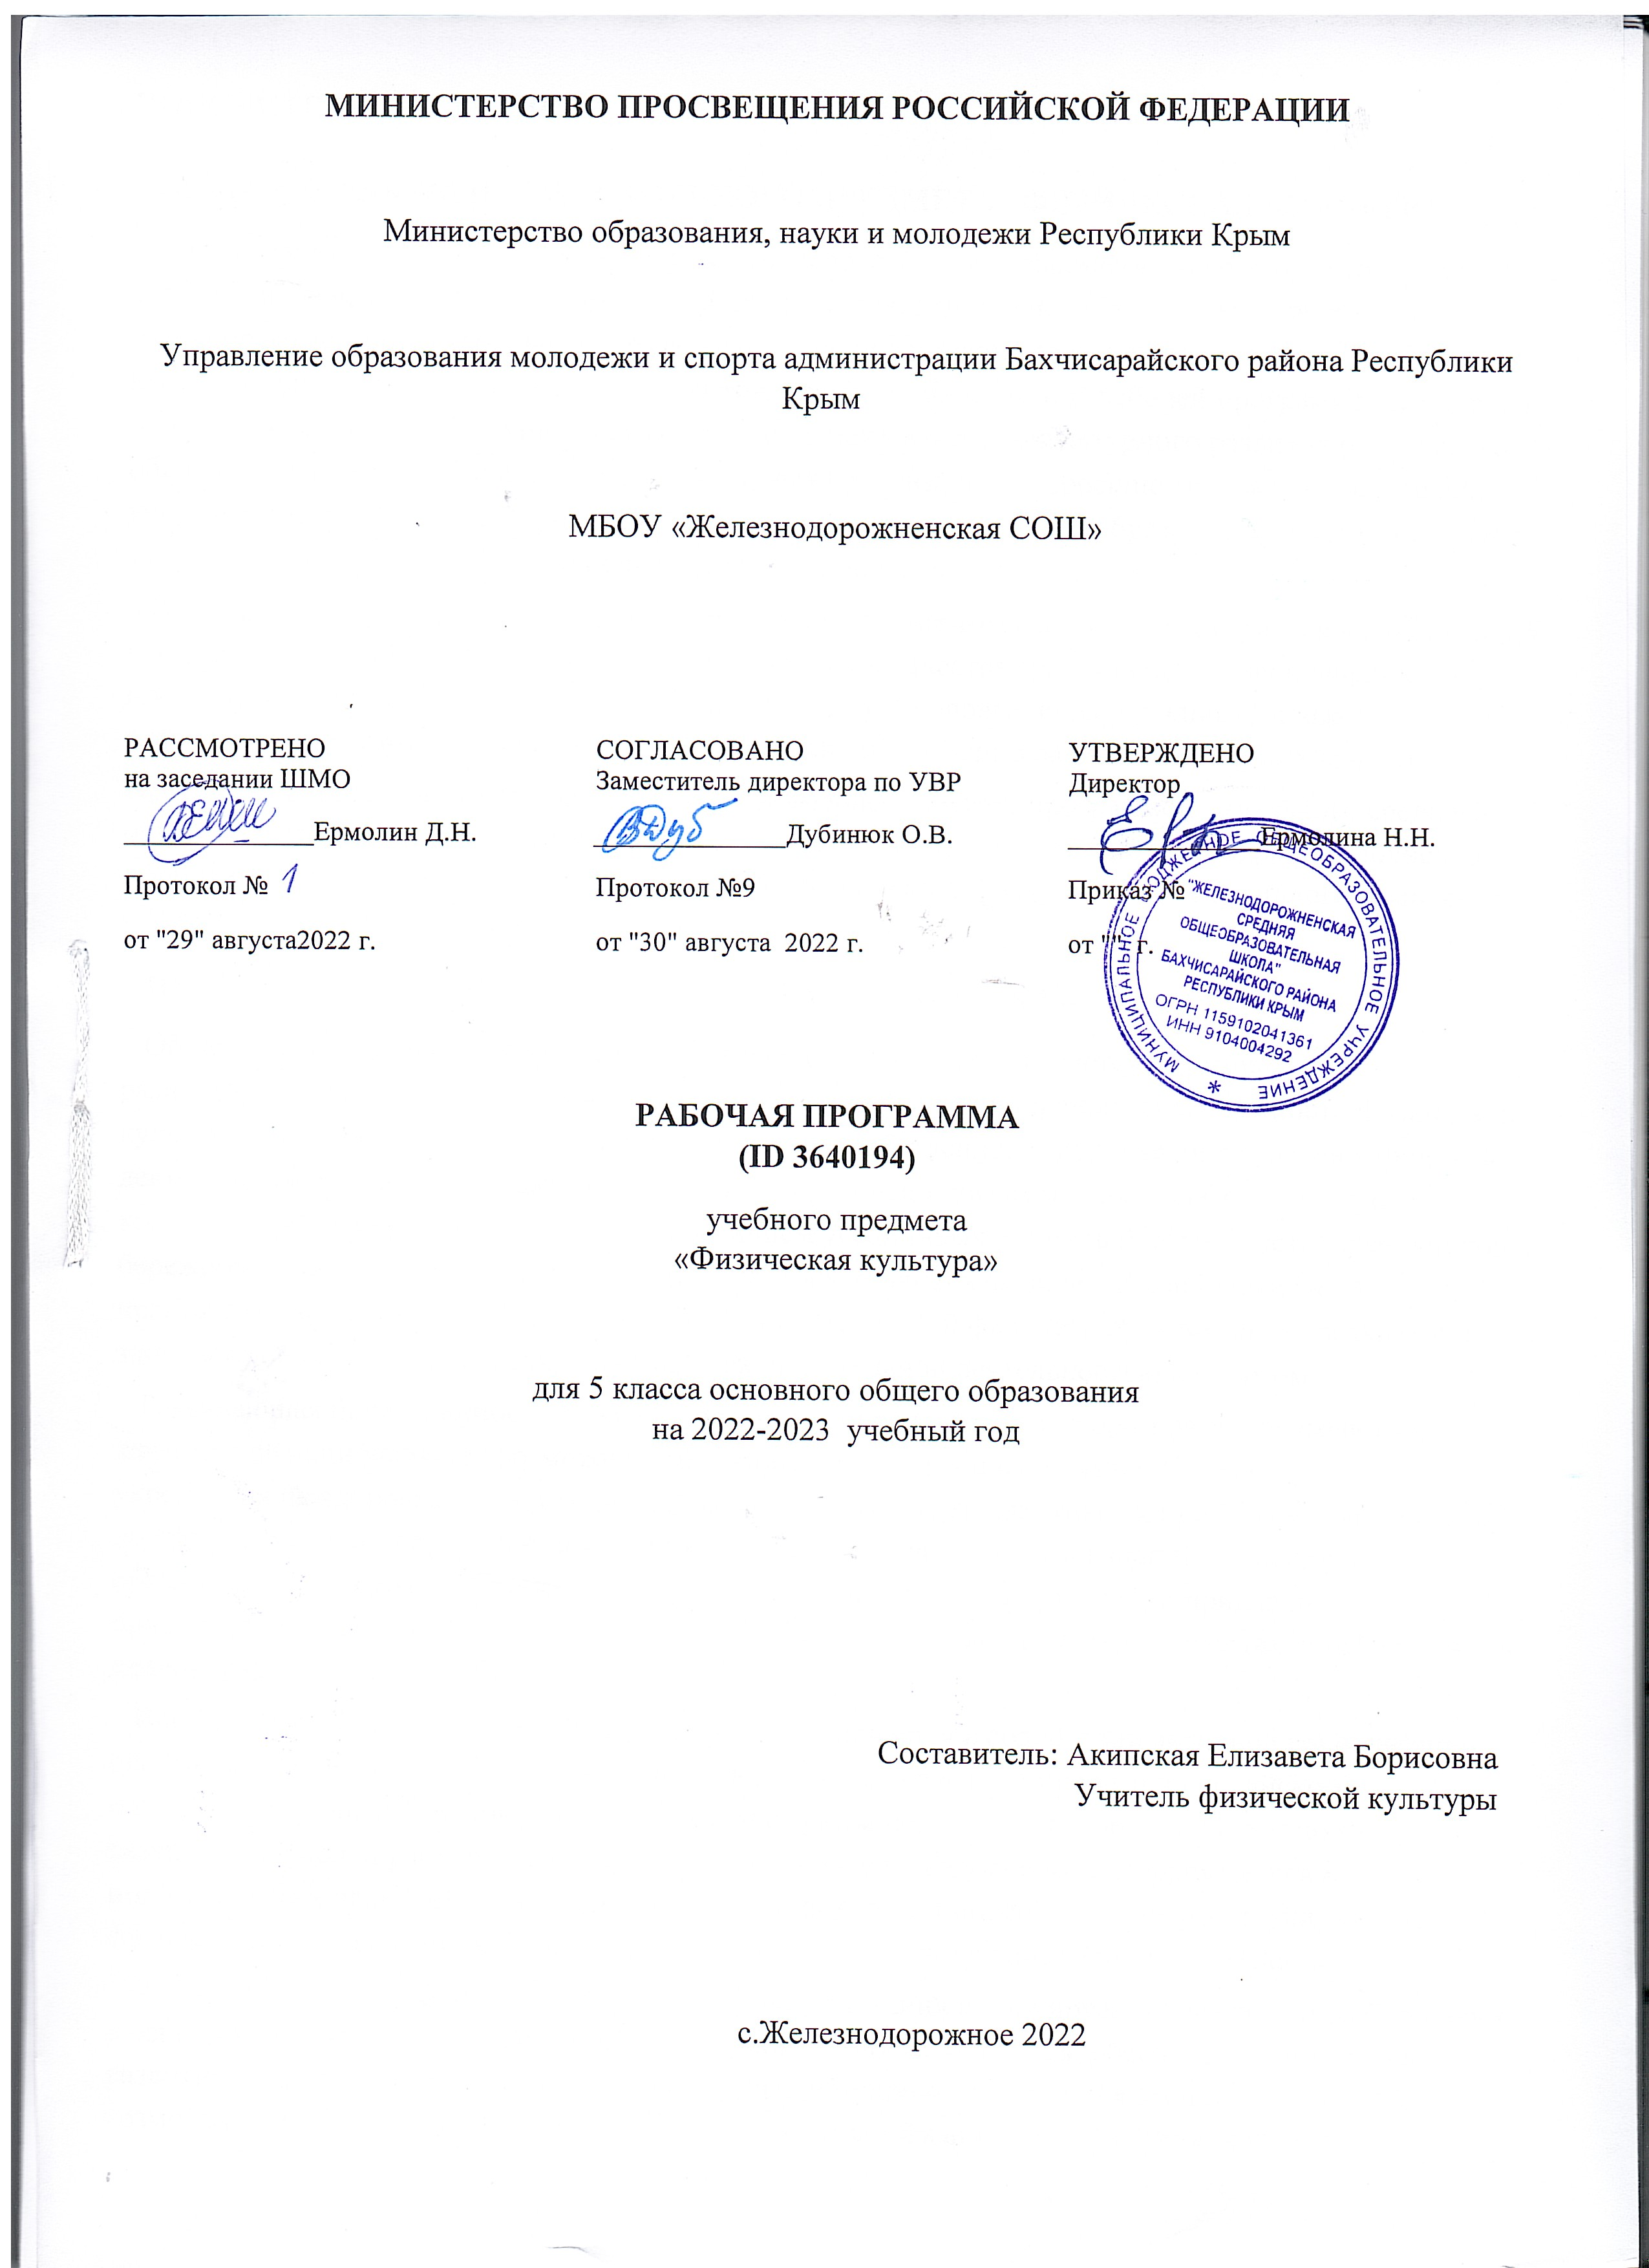 МИНИСТЕРСТВО ПРОСВЕЩЕНИЯ РОССИЙСКОЙ ФЕДЕРАЦИИ
Министерство образования, науки и молодежи Республики Крым
Управление образования молодежи и спорта администрации Бахчисарайского района Республики
Крым
МБОУ «Железнодорожненская СОШ»
РАССМОТРЕНО
на заседании ШМО
Ермолин Д.Н.
Протокол № 1
от "29" августа2022 г.
СОГЛАСОВАНО
Заместитель директора по УВР
Дубинюк О.В.
Протокол №9
от "30" августа 2022 г.
УТВЕРЖДЕНО
Директор
Ермолина Н.Н.
Приказ №
от "" г.
МУНИЦИПАЛЬНОЕ БЮДЖЕТНОЕ ОБЩЕОБРАЗОВАТЕЛЬНОЕ УЧРЕЖДЕНИЕ *
"ЖЕЛЕЗНОДОРОЖНЕНСКАЯ
СРЕДНЯЯ
ОБЩЕОБРАЗОВАТЕЛЬНАЯ
ШКОЛА"
БАХЧИСАРАЙСКОГО РАЙОНА
РЕСПУБЛИКИ КРЫМ
ОГРН 1159102041361
ИНН 9104004292
РАБОЧАЯ ПРОГРАММА
(ID 3640194)
учебного предмета
«Физическая культура»
для 5 класса основного общего образования
на 2022-2023 учебный год
Составитель: Акипская Елизавета Борисовна
Учитель физической культуры
с.Железнодорожное 2022